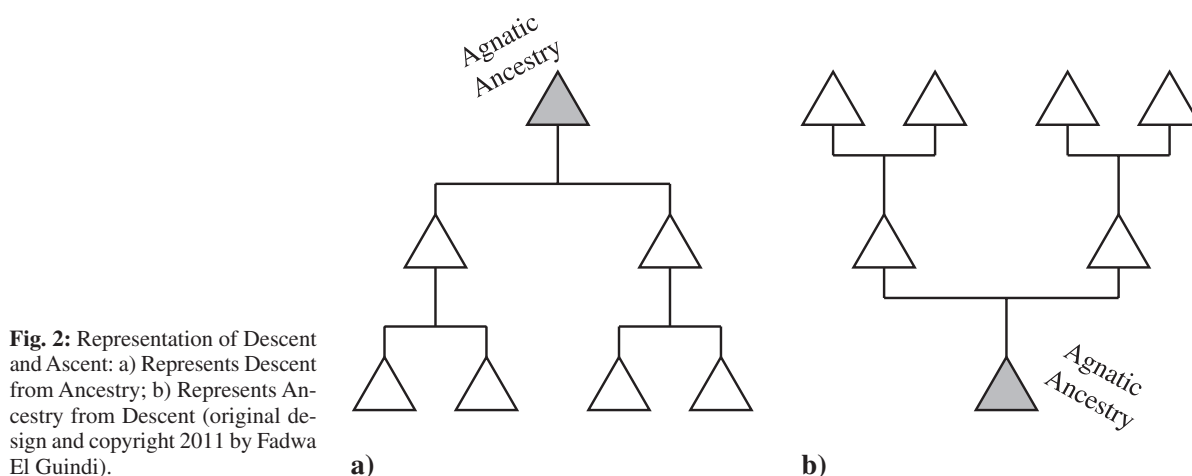 Agnatic
Ancestry
Agnatic
Ancestry
Fig. 2: Representation of Descent
and Ascent: a) Represents Descent
from Ancestry; b) Represents An-
cestry from Descent (original de-
sign and copyright 2011 by Fadwa
El Guindi).
a)
b)